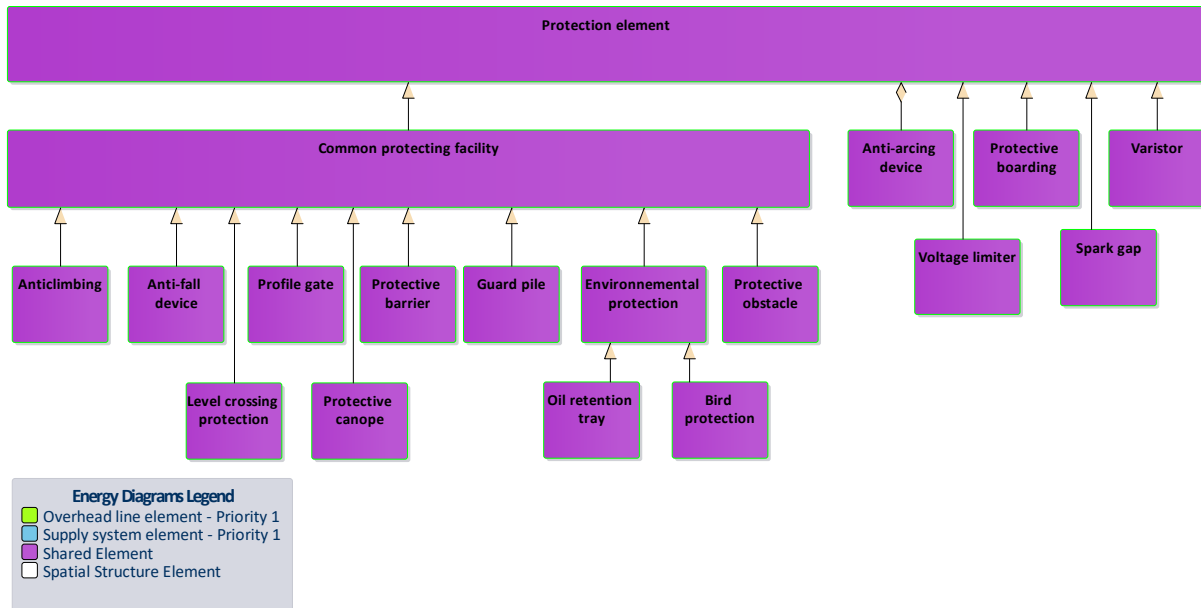 Protection element
Common protecting facility
Anti-arcing
device
Protective
boarding
Varistor
Voltage limiter
Spark gap
Anticlimbing
Anti-fall
device
Profile gate
Protective
barrier
Guard pile
Environnemental
protection
Protective
obstacle
Level crossing
protection
Protective
canope
Oil retention
tray
Bird
protection
Energy Diagrams Legend
Overhead line element - Priority 1
Supply system element - Priority 1
Shared Element
Spatial Structure Element